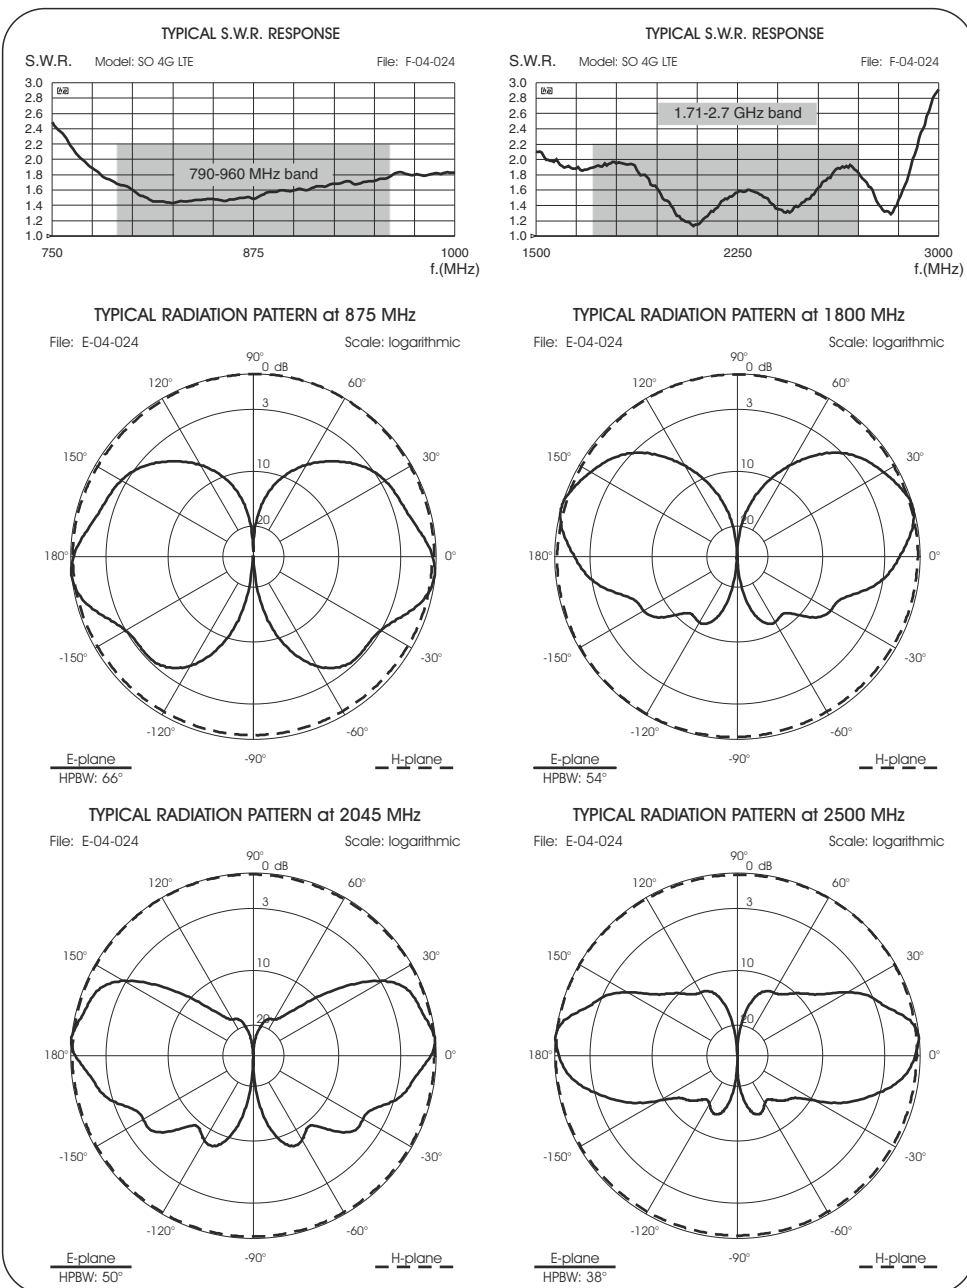 TYPICAL S.W.R. RESPONSE
S.W.R. Model: SO 4G LTE File: F-04-024
3.0
2.8
2.6
2.4
2.2
2.0
1.8
1.6
1.4
1.2
1.0
790-960 MHz band
750 875 1000
f.(MHz)
TYPICAL S.W.R. RESPONSE
S.W.R. Model: SO 4G LTE File: F-04-024
3.0
2.8
2.6
2.4
2.2
2.0
1.8
1.6
1.4
1.2
1.0
1.71-2.7 GHz band
1500 2250 3000
f.(MHz)
TYPICAL RADIATION PATTERN at 875 MHz
File: E-04-024 Scale: logarithmic
90°
0 dB
120° 60°
3
150° 30°
10
20
180° 0°
-150° -30°
-120° -60°
-90°
E-plane H-plane
HPBW: 66°
TYPICAL RADIATION PATTERN at 1800 MHz
File: E-04-024 Scale: logarithmic
90°
0 dB
120° 60°
3
150° 30°
10
20
180° 0°
-150° -30°
-120° -60°
-90°
E-plane H-plane
HPBW: 54°
TYPICAL RADIATION PATTERN at 2045 MHz
File: E-04-024 Scale: logarithmic
90°
0 dB
120° 60°
3
150° 30°
10
20
180° 0°
-150° -30°
-120° -60°
-90°
E-plane H-plane
HPBW: 50°
TYPICAL RADIATION PATTERN at 2500 MHz
File: E-04-024 Scale: logarithmic
90°
0 dB
120° 60°
3
150° 30°
10
20
180° 0°
-150° -30°
-120° -60°
-90°
E-plane H-plane
HPBW: 38°